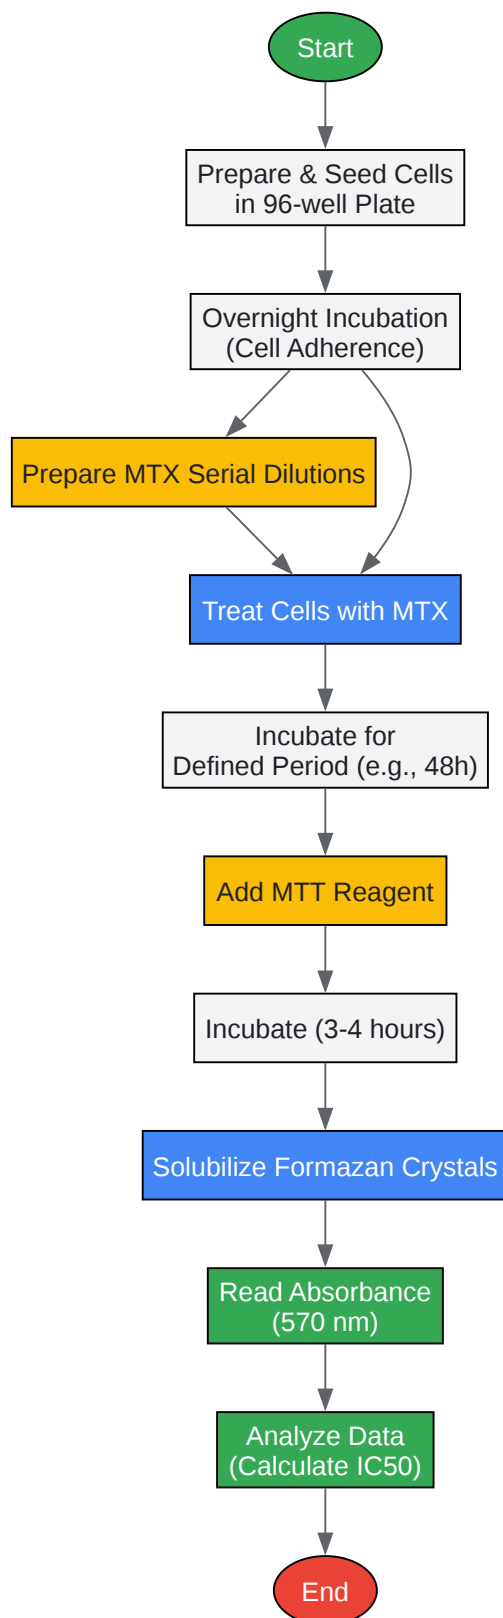 Start
Prepare & Seed Cells
in 96-well Plate
Overnight Incubation
(Cell Adherence)
Prepare MTX Serial Dilutions
Treat Cells with MTX
Incubate for
Defined Period (e.g., 48h)
Add MTT Reagent
Incubate (3-4 hours)
Solubilize Formazan Crystals
Read Absorbance
(570 nm)
Analyze Data
(Calculate IC50)
End